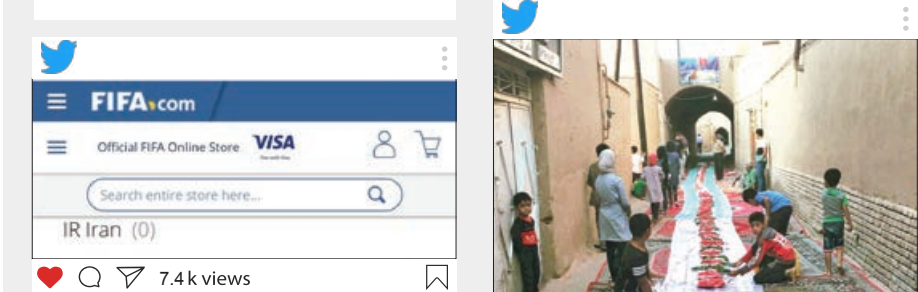 FIFA.com
Official FIFA Online Store VISA
Search entire store here...
IR Iran (0)
7.4 k views